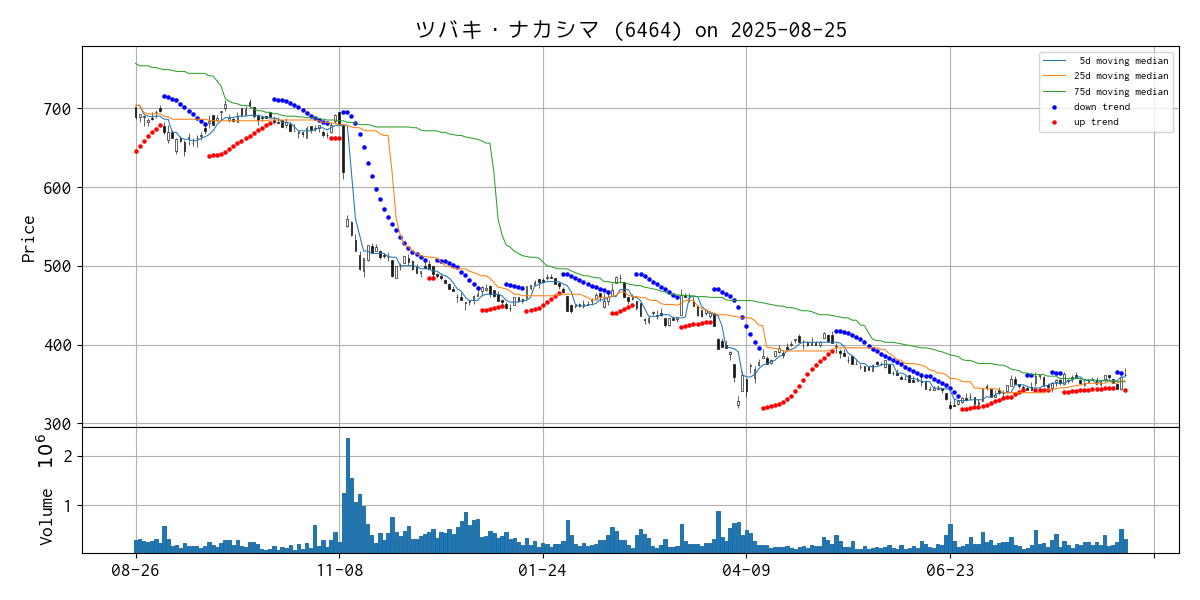 ツバキ・ナカシマ (6464) on 2025-08-25
5d moving median
25d moving median
75d moving median
down trend
up trend
Price
700
600
500
400
300
Volume 10^6
2
1
08-26
11-08
01-24
04-09
06-23